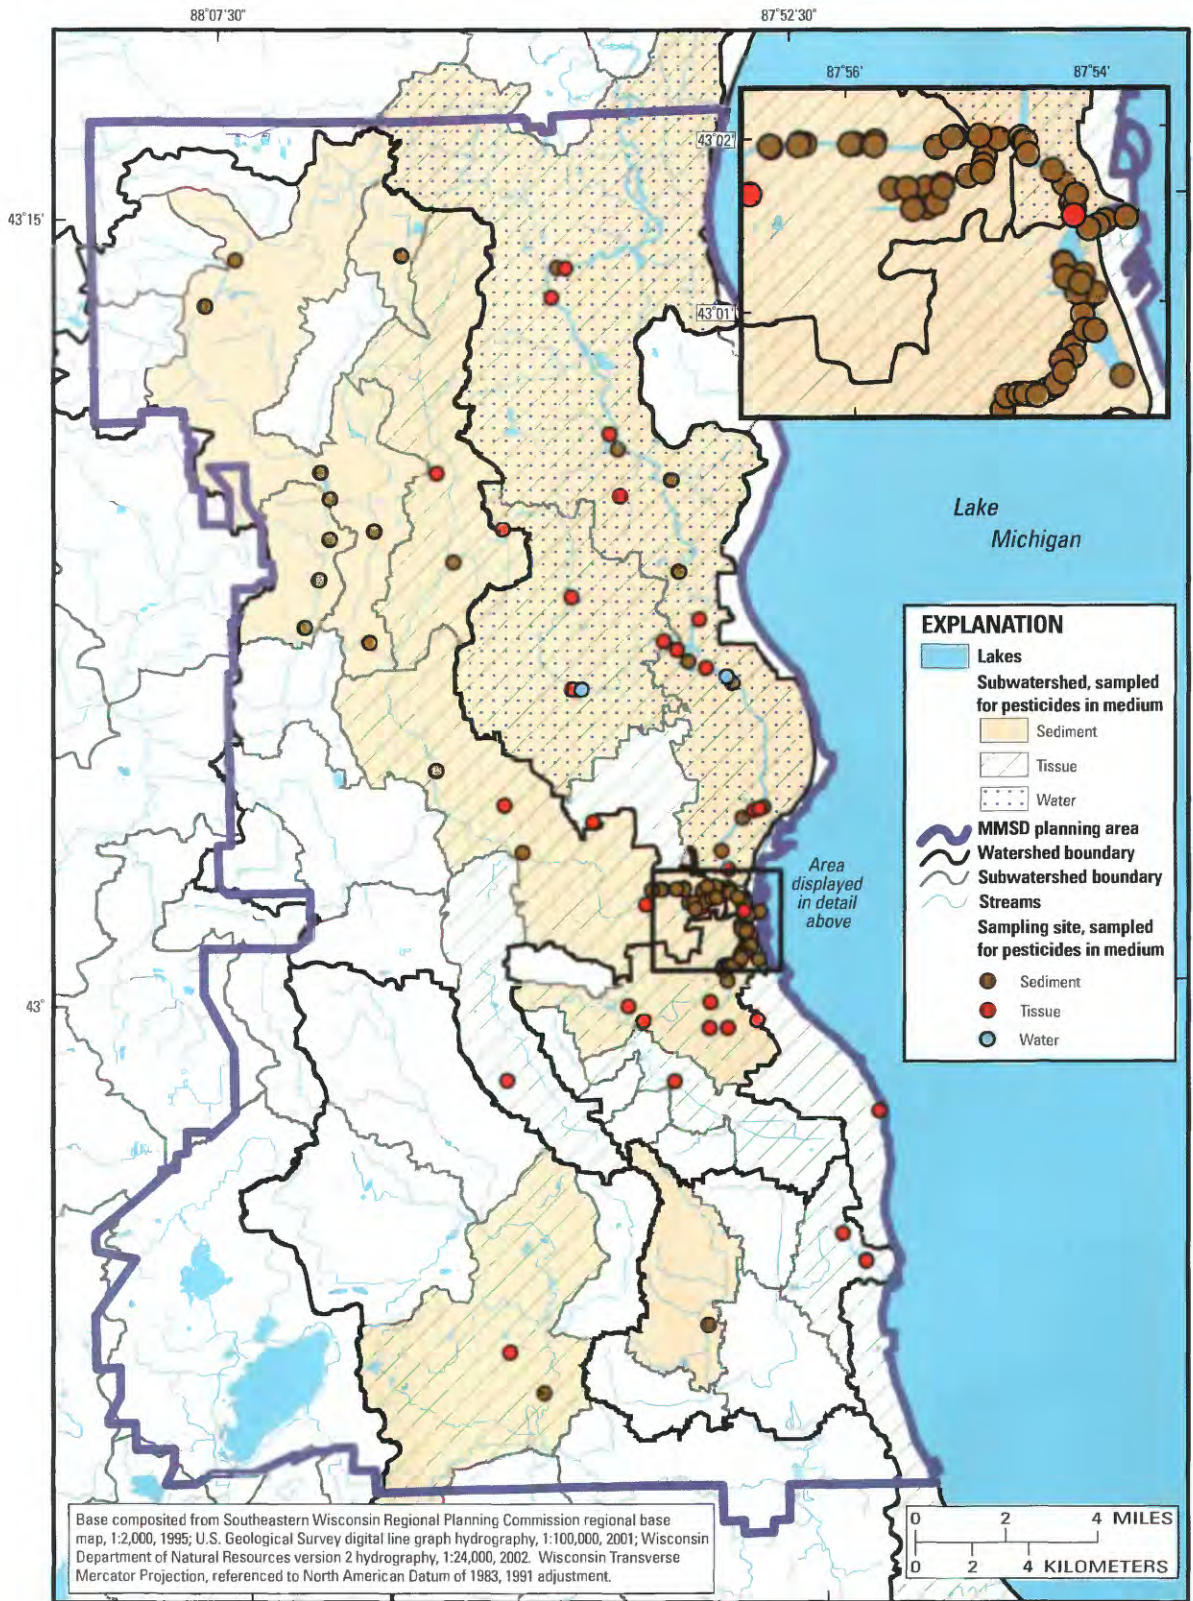 88°07'30"
87°52'30"
87°56'
87°54'
43°02'
43°15'
43°01'
Lake
Michigan
EXPLANATION
Lakes
Subwatershed, sampled
for pesticides in medium
Sediment
Tissue
Water
MMSD planning area
Watershed boundary
Subwatershed boundary
Streams
Sampling site, sampled
for pesticides in medium
Sediment
Tissue
Water
Area
displayed
in detail
above
43°
Base composited from Southeastern Wisconsin Regional Planning Commission regional base
map, 1:2,000, 1995; U.S. Geological Survey digital line graph hydrography, 1:100,000, 2001; Wisconsin
Department of Natural Resources version 2 hydrography, 1:24,000, 2002. Wisconsin Transverse
Mercator Projection, referenced to North American Datum of 1983, 1991 adjustment.
0 2 4 MILES
0 2 4 KILOMETERS